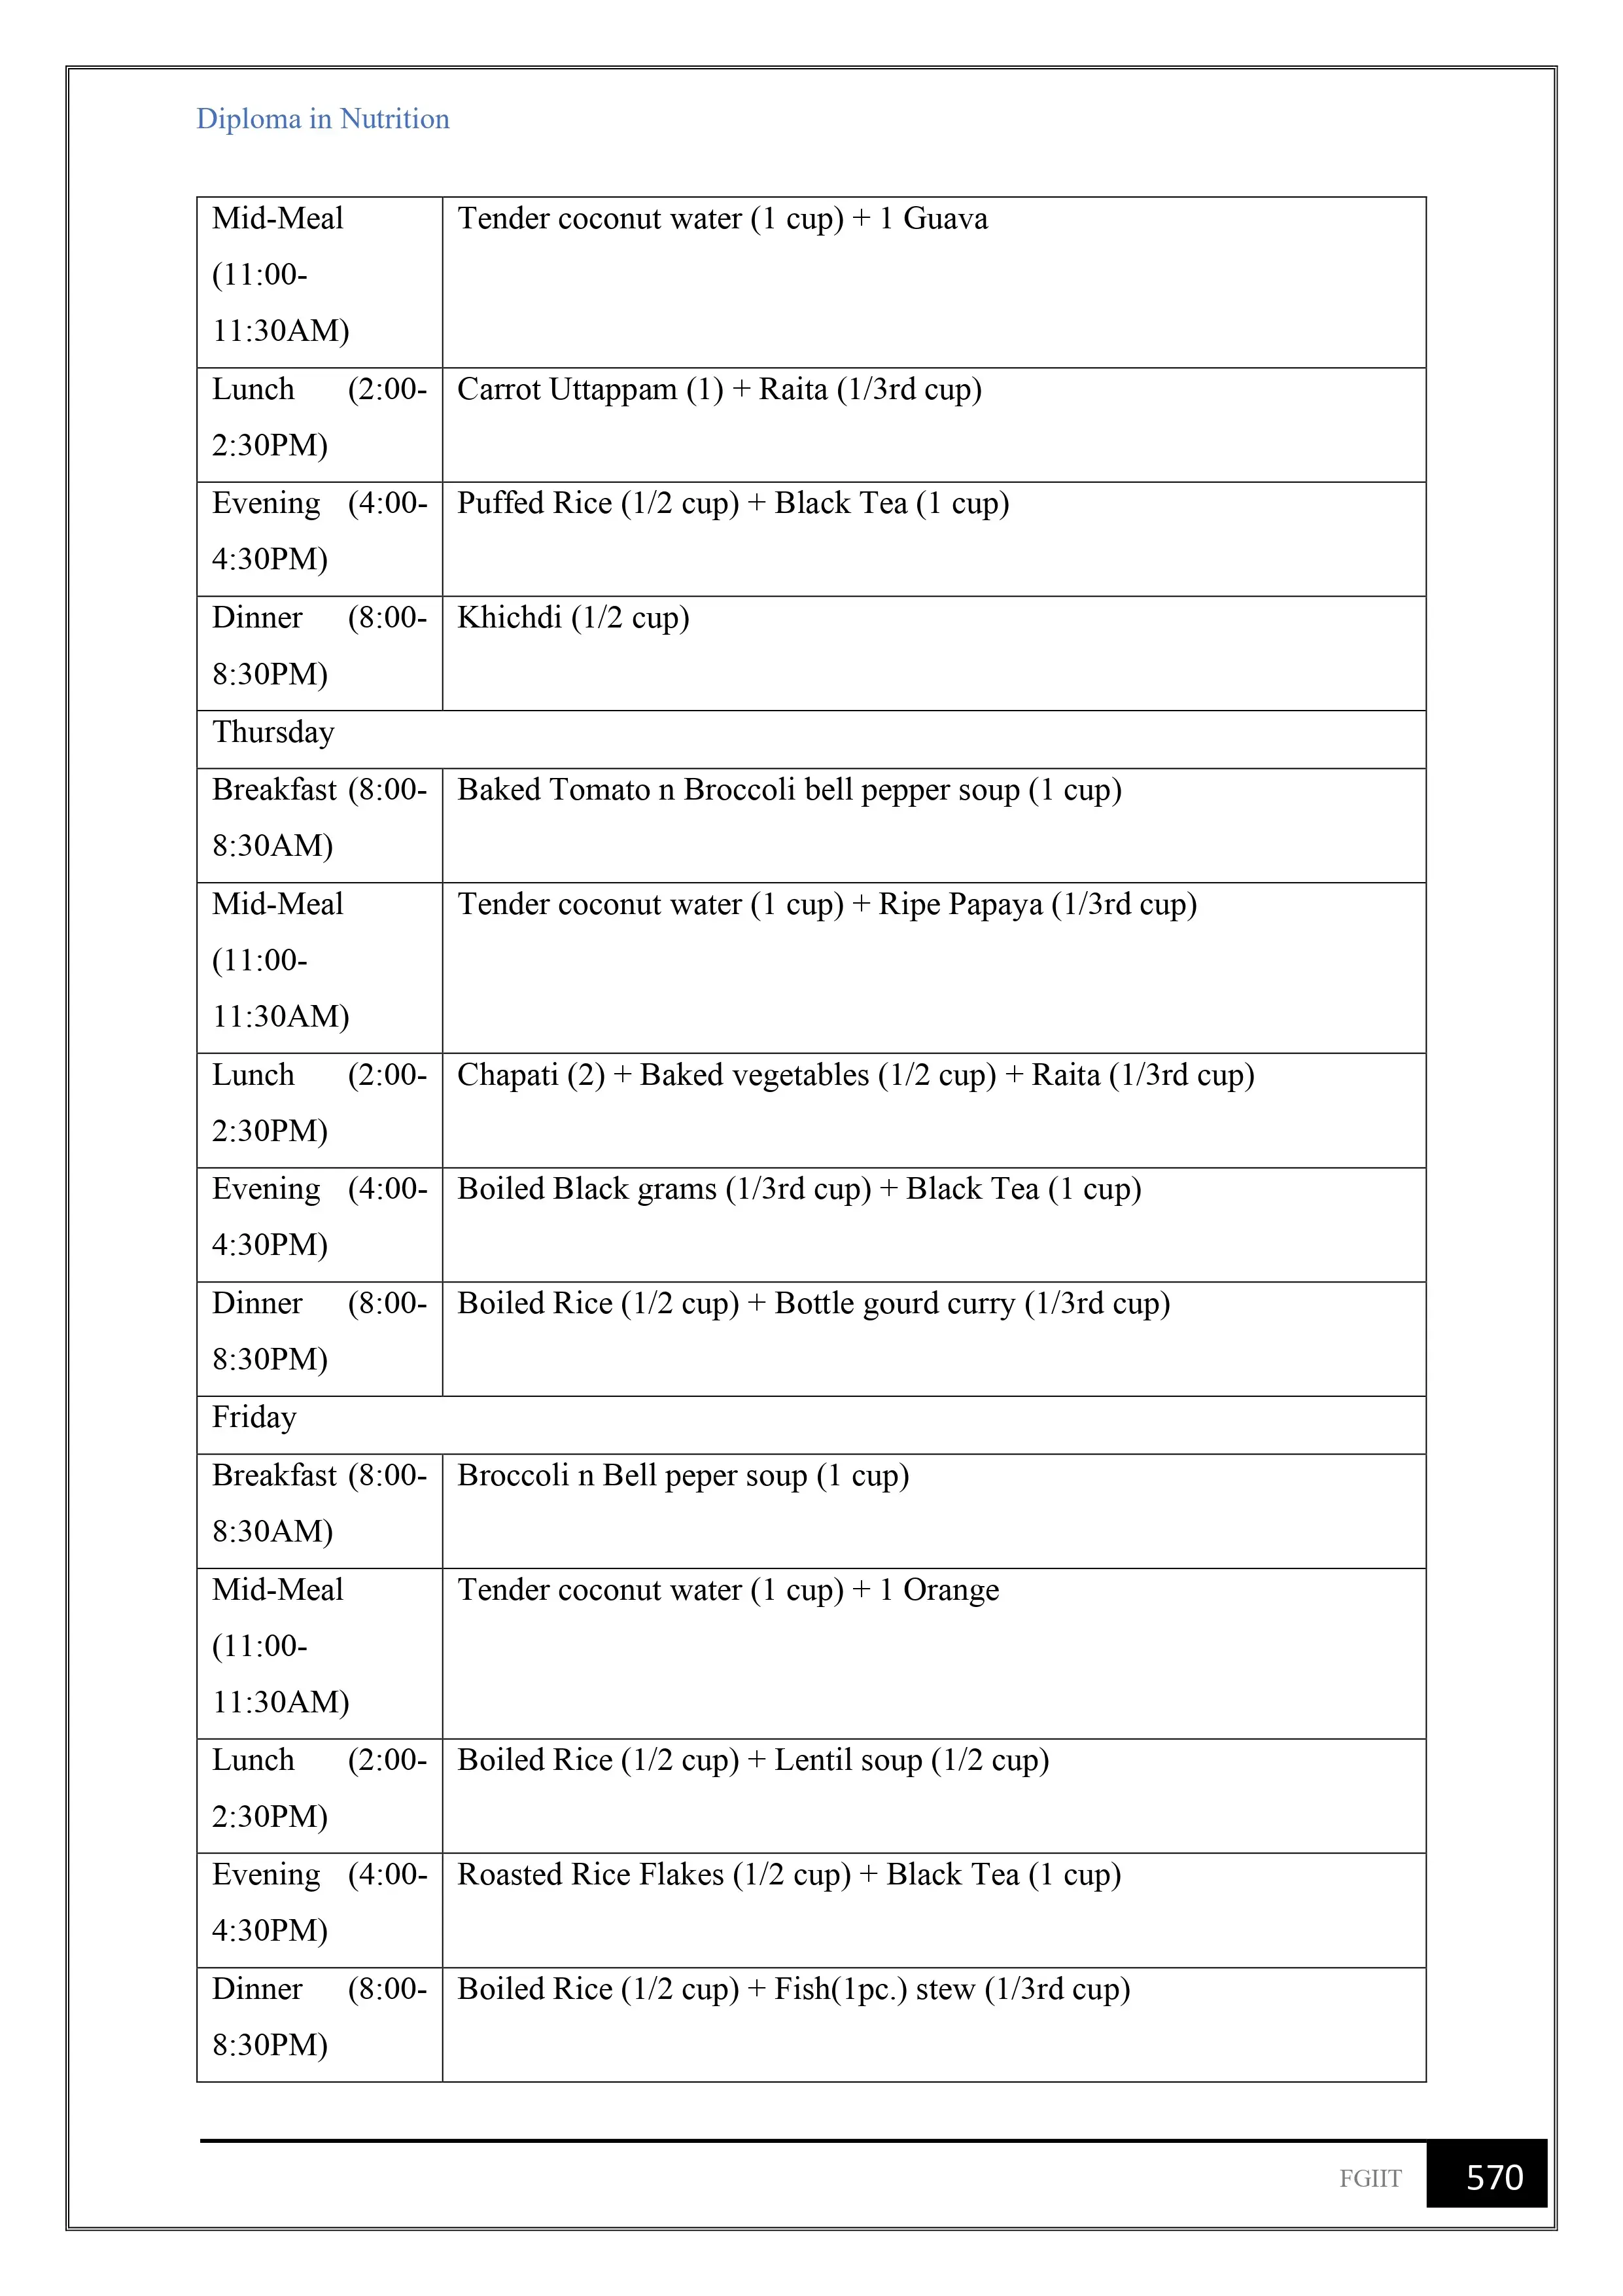 Diploma in Nutrition
Mid-Meal
Tender coconut water (1 cup) + 1 Guava
(11:00-
11:30AM)
Lunch (2:00-
Carrot Uttappam (1) + Raita (1/3rd cup)
2:30PM)
Evening (4:00-
Puffed Rice (1/2 cup) + Black Tea (1 cup)
4:30PM)
Dinner (8:00-
Khichdi (1/2 cup)
8:30PM)
Thursday
Breakfast (8:00-
Baked Tomato n Broccoli bell pepper soup (1 cup)
8:30AM)
Mid-Meal
Tender coconut water (1 cup) + Ripe Papaya (1/3rd cup)
(11:00-
11:30AM)
Lunch (2:00-
Chapati (2) + Baked vegetables (1/2 cup) + Raita (1/3rd cup)
2:30PM)
Evening (4:00-
Boiled Black grams (1/3rd cup) + Black Tea (1 cup)
4:30PM)
Dinner (8:00-
Boiled Rice (1/2 cup) + Bottle gourd curry (1/3rd cup)
8:30PM)
Friday
Breakfast (8:00-
Broccoli n Bell peper soup (1 cup)
8:30AM)
Mid-Meal
Tender coconut water (1 cup) + 1 Orange
(11:00-
11:30AM)
Lunch (2:00-
Boiled Rice (1/2 cup) + Lentil soup (1/2 cup)
2:30PM)
Evening (4:00-
Roasted Rice Flakes (1/2 cup) + Black Tea (1 cup)
4:30PM)
Dinner (8:00-
Boiled Rice (1/2 cup) + Fish(1pc.) stew (1/3rd cup)
8:30PM)
FGIIT 570